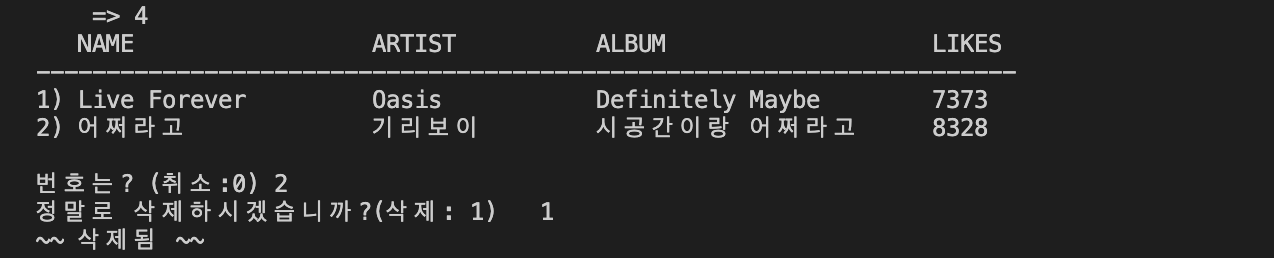 => 4
NAME ARTIST ALBUM LIKES
----------------------------------------------------------------------
1) Live Forever Oasis Definitely Maybe 7373
2) 어쩌라고 기리보이 시공간이랑 어쩌라고 8328
번호는? (취소:0) 2
정말로 삭제하시겠습니까?(삭제: 1) 1
~~ 삭제됨 ~~